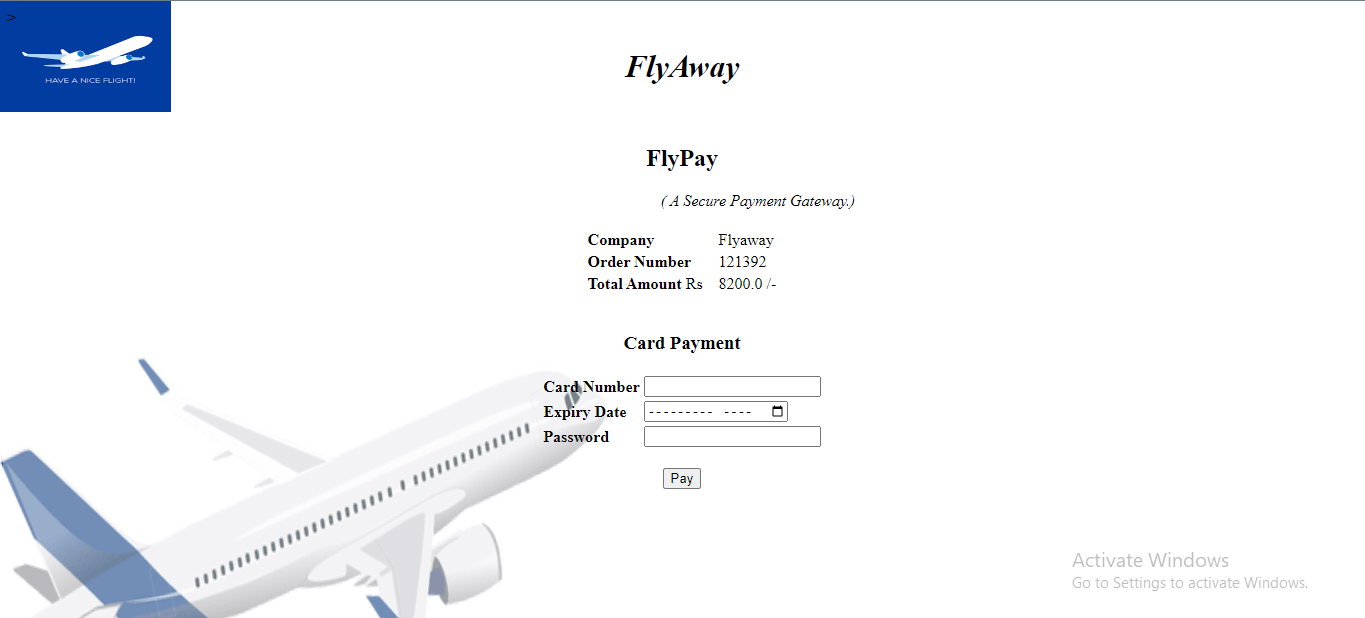 >
HAVE A NICE FLIGHT!
FlyAway
FlyPay
( A Secure Payment Gateway.)
Company Flyaway
Order Number 121392
Total Amount Rs 8200.0 /-
Card Payment
Card Number
Expiry Date --------- ----
Password
Pay
Activate Windows
Go to Settings to activate Windows.